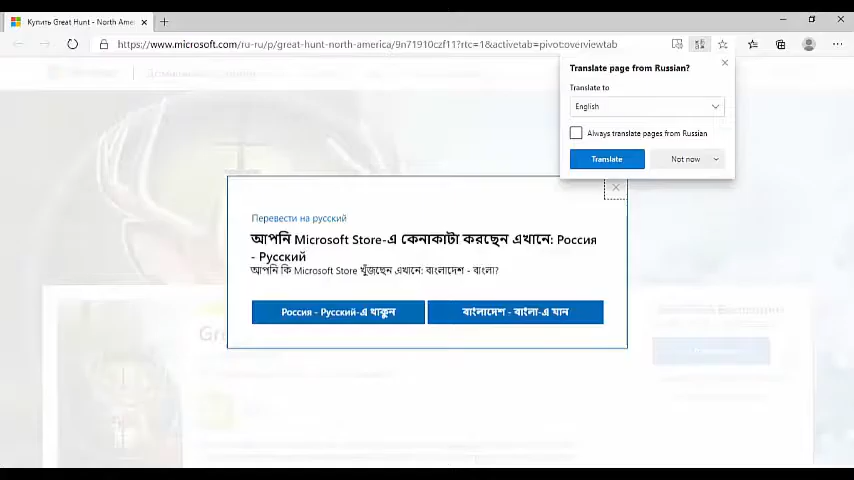 Купить Great Hunt - North Ame
https://www.microsoft.com/ru-ru/p/great-hunt-north-america/9n71910czf11?rtc=1&activetab=pivot:overviewtab
Translate page from Russian?
Translate to
English
Always translate pages from Russian
Translate
Not now
Перевести на русский
আপনি Microsoft Store-এ কেনাকাটা করছেন এখানে: Россия
- Русский
আপনি কি Microsoft Store খুঁজছেন এখানে: বাংলাদেশ - বাংলা?
Россия - Русский-এ থাকুন
বাংলাদেশ - বাংলা-এ যান
Gr